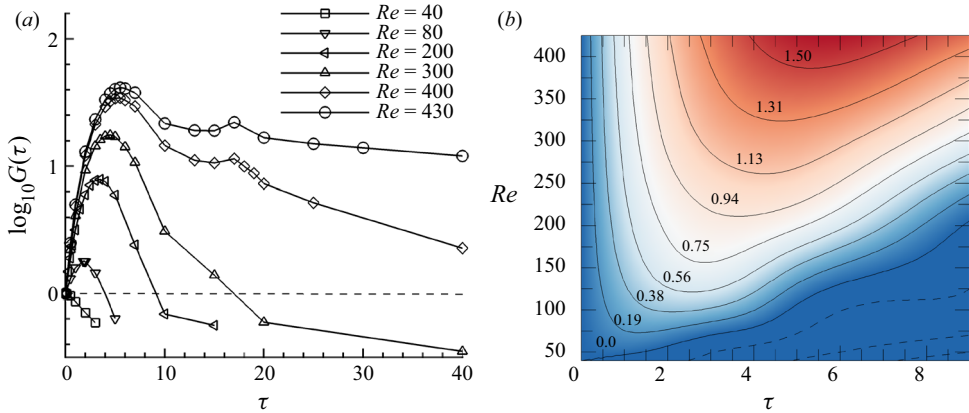 (a)
Re = 40
Re = 80
Re = 200
Re = 300
Re = 400
Re = 430
2
1
0
log10G(τ)
0 10 20 30 40
τ
(b)
400
350
300
250
200
150
100
50
Re
1.50
1.31
1.13
0.94
0.75
0.56
0.38
0.19
0.0
0 2 4 6 8
τ